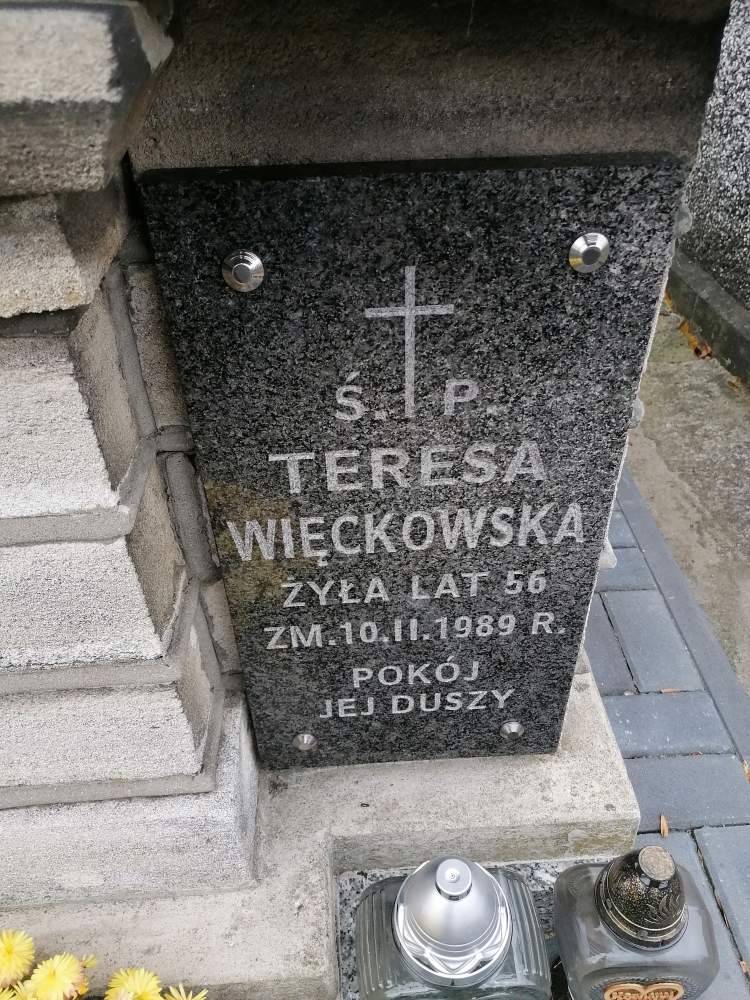 Ś. P.
TERESA
WIĘCKOWSKA
ŻYŁA LAT 56
ZM.10.II.1989 R.
POKÓJ
JEJ DUSZY